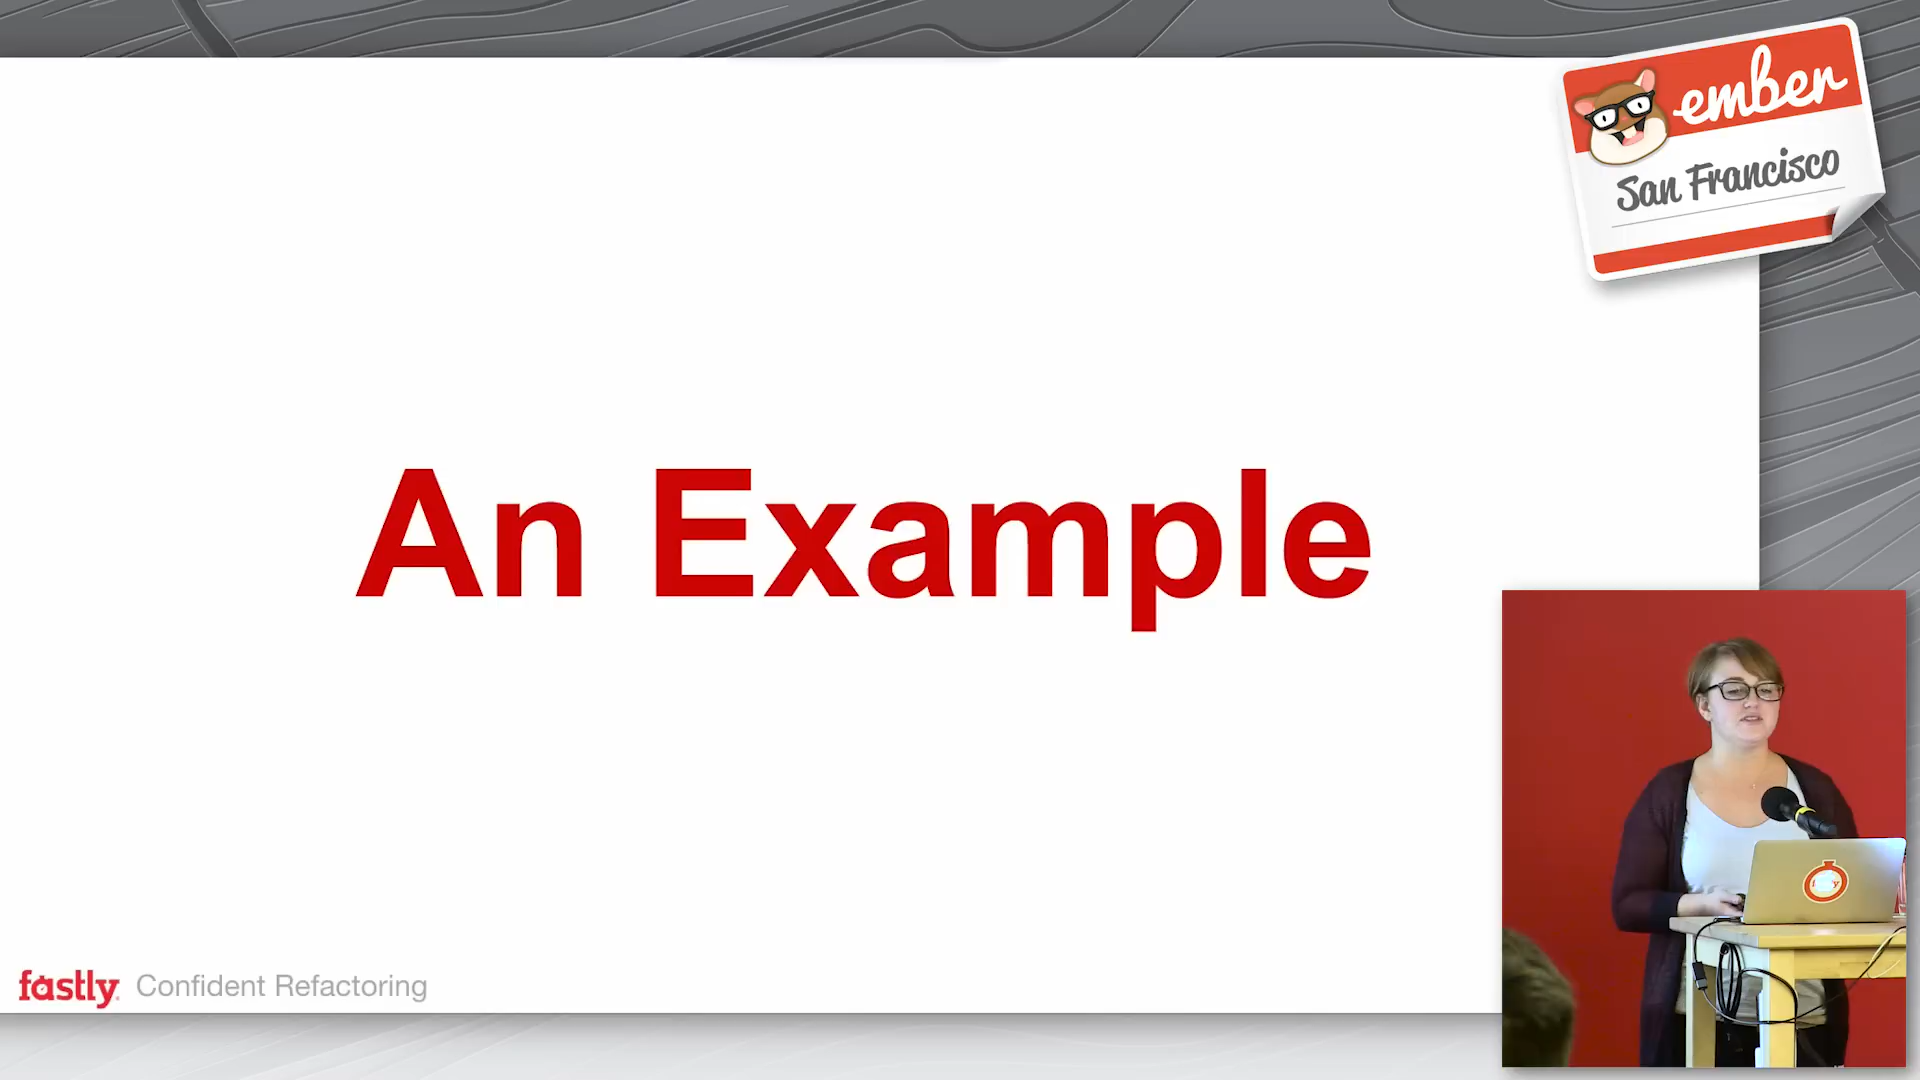 ember
San Francisco
An Example
fastly Confident Refactoring